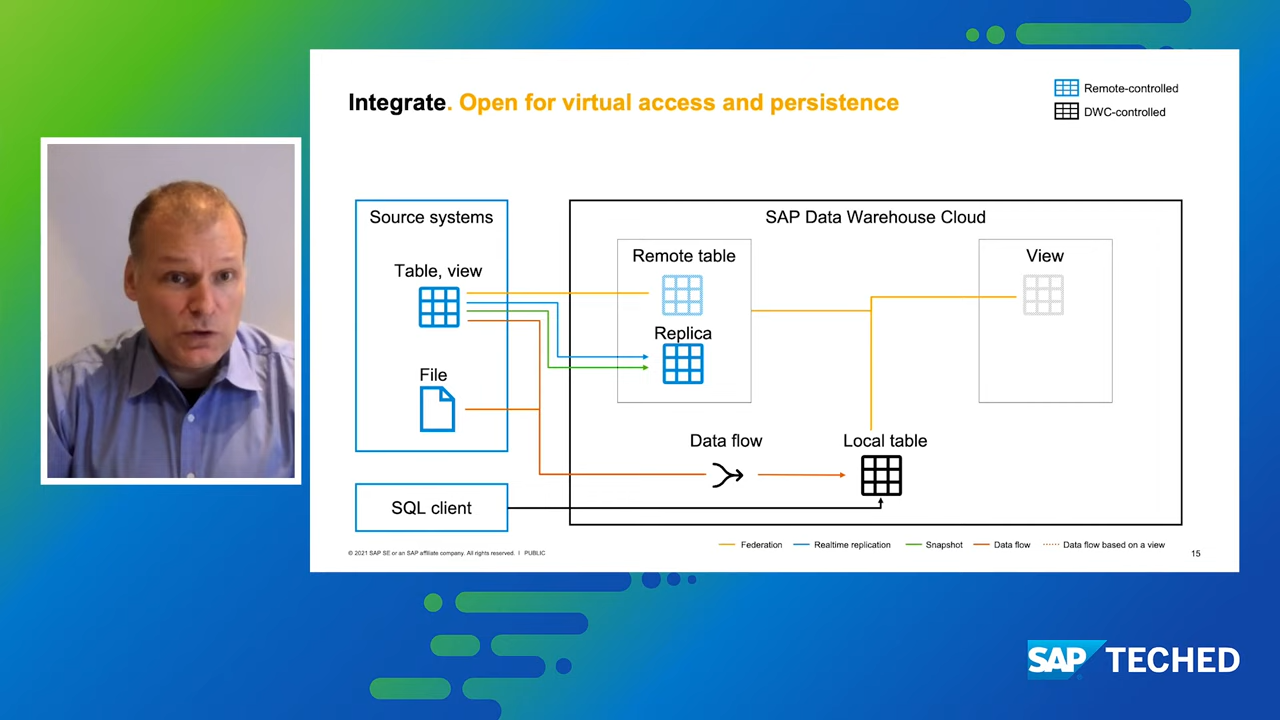 Integrate. Open for virtual access and persistence
Remote-controlled
DWC-controlled
Source systems
Table, view
File
SQL client
SAP Data Warehouse Cloud
Remote table
Replica
View
Data flow
Local table
Federation
Realtime replication
Snapshot
Data flow
Data flow based on a view
© 2021 SAP SE or an SAP affiliate company. All rights reserved. I PUBLIC
15
SAP TECHED